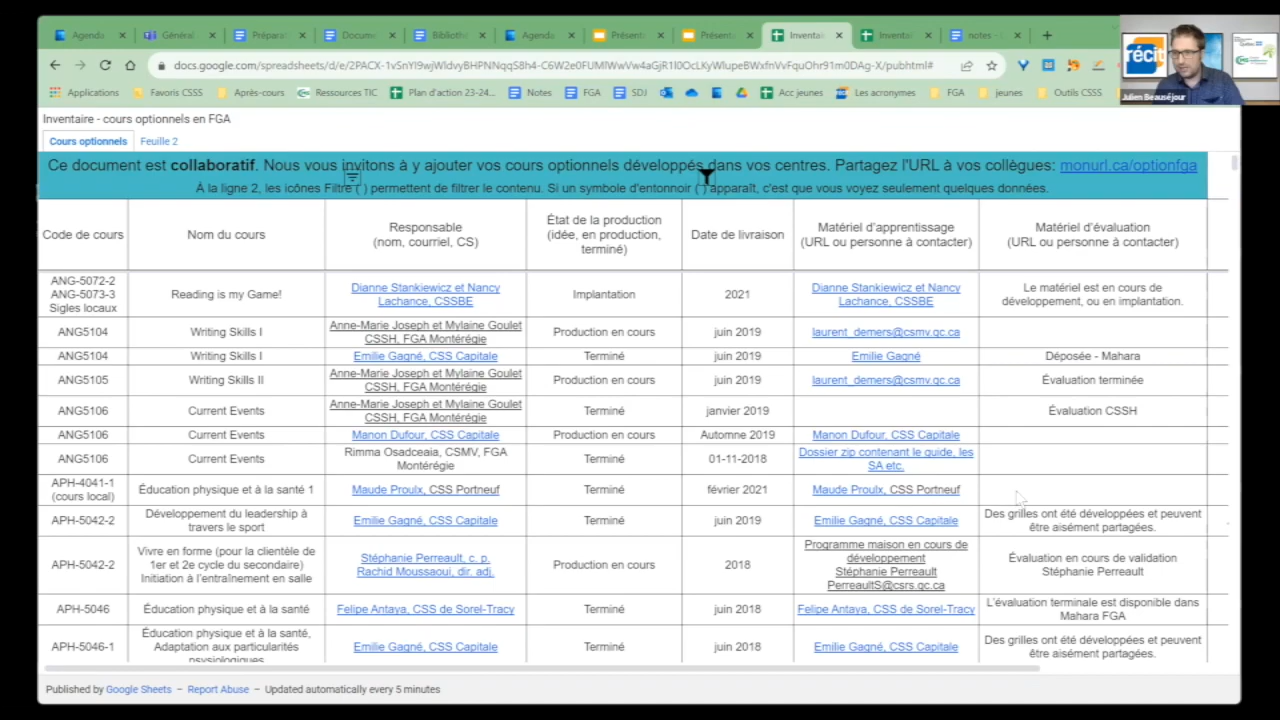 Agenda
Général
Prépara
Docume
Biblioth
Agenda
Présent
Présent
Inventai
Inventai
notes -
docs.google.com/spreadsheets/d/e/
/pubhtml#
Applications
Favoris CSSS
Après-cours
Ressources TIC
Plan d'action 23-24...
Notes
FGA
SDJ
Acc jeunes
Les acronymes
FGA
jeunes
Outils CSSS
récit
Julien Beauséjour
Inventaire - cours optionnels en FGA
Cours optionnels Feuille 2
Ce document est collaboratif. Nous vous invitons à y ajouter vos cours optionnels développés dans vos centres. Partagez l'URL à vos collègues: monurl.ca/optionfga
À la ligne 2, les icônes Filtre ( ) permettent de filtrer le contenu. Si un symbole d'entonnoir ( ) apparaît, c'est que vous voyez seulement quelques données.
Code de cours
Nom du cours
Responsable
(nom, courriel, CS)
État de la production
(idée, en production,
terminé)
Date de livraison
Matériel d'apprentissage
(URL ou personne à contacter)
Matériel d'évaluation
(URL ou personne à contacter)
ANG-5072-2
ANG-5073-3
Sigles locaux
Reading is my Game!
Dianne Stankiewicz et Nancy
Lachance, CSSBE
Implantation
2021
Dianne Stankiewicz et Nancy
Lachance, CSSBE
Le matériel est en cours de
développement, ou en implantation.
ANG5104
Writing Skills I
Anne-Marie Joseph et Mylaine Goulet
CSSH, FGA Montérégie
Production en cours
juin 2019
laurent_demers@csmv.qc.ca
ANG5104
Writing Skills I
Emilie Gagné, CSS Capitale
Terminé
juin 2019
Emilie Gagné
Déposée - Mahara
ANG5105
Writing Skills II
Anne-Marie Joseph et Mylaine Goulet
CSSH, FGA Montérégie
Production en cours
juin 2019
laurent_demers@csmv.qc.ca
Évaluation terminée
ANG5106
Current Events
Anne-Marie Joseph et Mylaine Goulet
CSSH, FGA Montérégie
Terminé
janvier 2019
Évaluation CSSH
ANG5106
Current Events
Manon Dufour, CSS Capitale
Production en cours
Automne 2019
Manon Dufour, CSS Capitale
ANG5106
Current Events
Rimma Osadceaia, CSMV, FGA
Montérégie
Terminé
01-11-2018
Dossier zip contenant le guide, les
SA etc.
APH-4041-1
(cours local)
Éducation physique et à la santé 1
Maude Proulx, CSS Portneuf
Terminé
février 2021
Maude Proulx, CSS Portneuf
APH-5042-2
Développement du leadership à
travers le sport
Emilie Gagné, CSS Capitale
Terminé
juin 2019
Emilie Gagné, CSS Capitale
Des grilles ont été développées et peuvent
être aisément partagées.
APH-5042-2
Vivre en forme (pour la clientèle de
1er et 2e cycle du secondaire)
Initiation à l'entraînement en salle
Stéphanie Perreault, c. p.
Rachid Moussaoui, dir. adj.
Production en cours
2018
Programme maison en cours de
développement
Stéphanie Perreault
PerreaultS@csrs.qc.ca
Évaluation en cours de validation
Stéphanie Perreault
APH-5046
Éducation physique et à la santé
Felipe Antaya, CSS de Sorel-Tracy
Terminé
juin 2018
Felipe Antaya, CSS de Sorel-Tracy
L'évaluation terminale est disponible dans
Mahara FGA
APH-5046-1
Éducation physique et à la santé,
Adaptation aux particularités
psysiologiques
Emilie Gagné, CSS Capitale
Terminé
juin 2018
Emilie Gagné, CSS Capitale
Des grilles ont été développées et peuvent
être aisément partagées.
Published by Google Sheets – Report Abuse – Updated automatically every 5 minutes